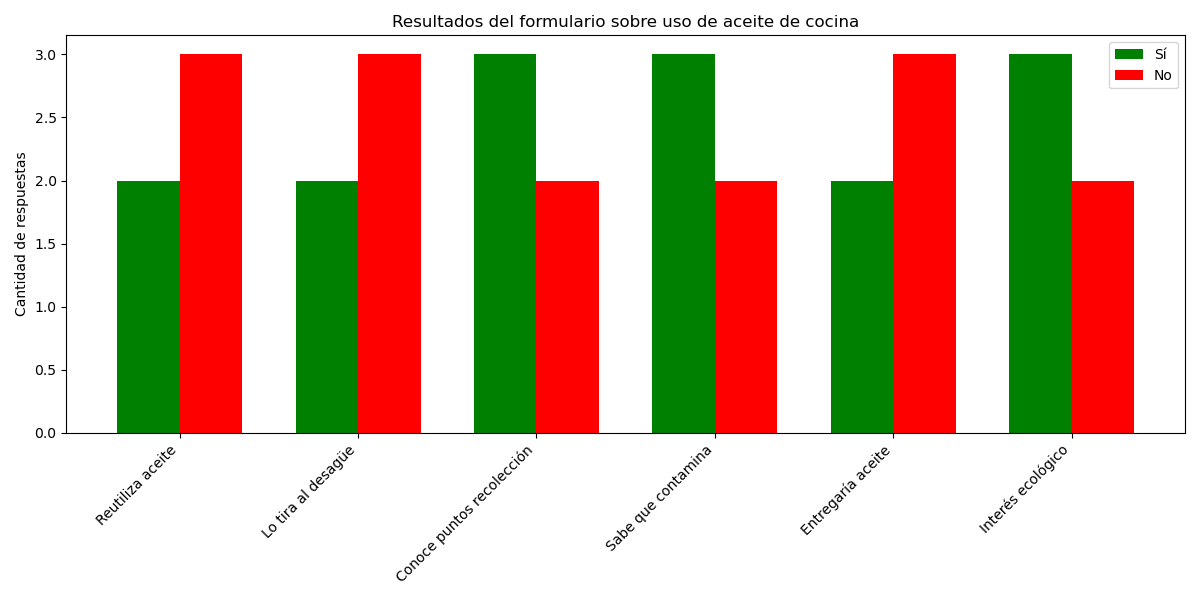 Resultados del formulario sobre uso de aceite de cocina
Cantidad de respuestas
3.0
2.5
2.0
1.5
1.0
0.5
0.0
Sí
No
Reutiliza aceite
Lo tira al desagüe
Conoce puntos recolección
Sabe que contamina
Entregaría aceite
Interés ecológico